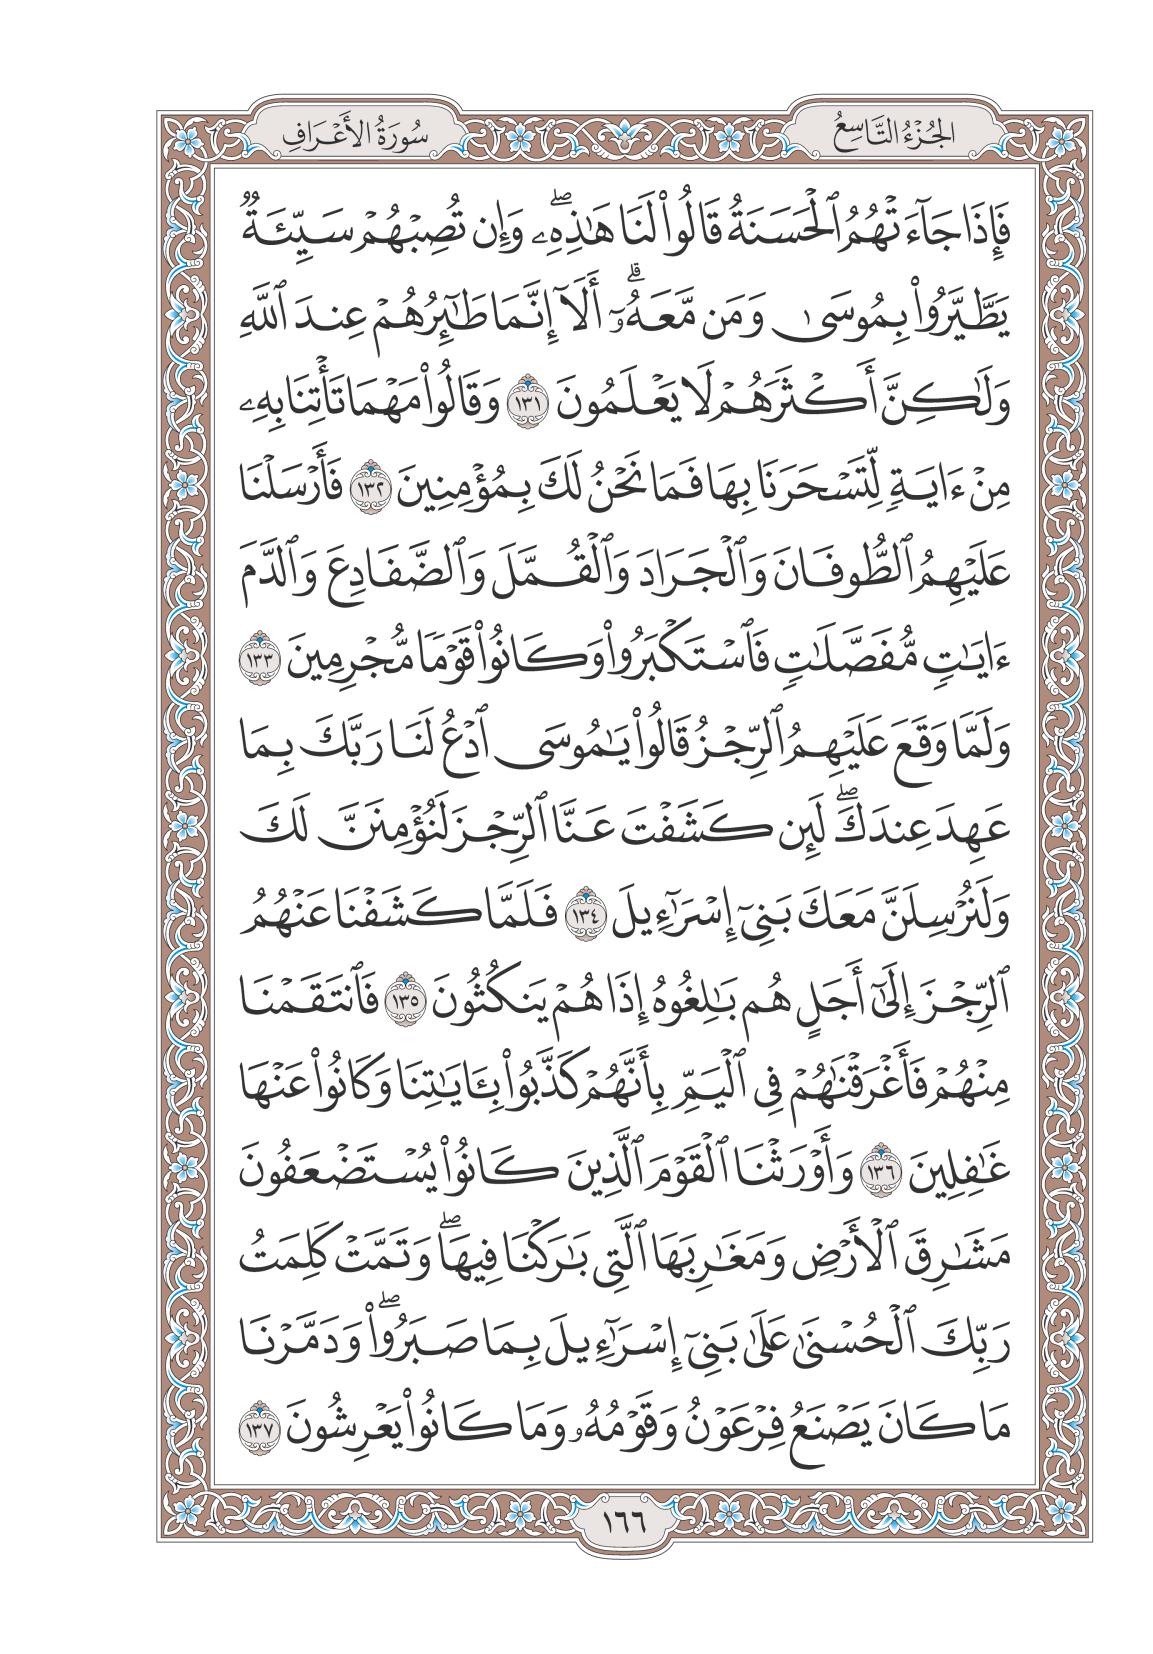 الجُزْءُ التَّاسِعُ
سُورَةُ الأَعْرَافِ
فَإِذَا جَآءَتْهُمُ ٱلْحَسَنَةُ قَالُوا۟ لَنَا هَـٰذِهِۦ ۖ وَإِن تُصِبْهُمْ سَيِّئَةٌ
يَطَّيَّرُوا۟ بِمُوسَىٰ وَمَن مَّعَهُۥٓ ۗ أَلَآ إِنَّمَا طَـٰٓئِرُهُمْ عِندَ ٱللَّهِ
وَلَـٰكِنَّ أَكْثَرَهُمْ لَا يَعْلَمُونَ ١٣١ وَقَالُوا۟ مَهْمَا تَأْتِنَا بِهِۦ
مِنْ ءَايَةٍ لِّتَسْحَرَنَا بِهَا فَمَا نَحْنُ لَكَ بِمُؤْمِنِينَ ١٣٢ فَأَرْسَلْنَا
عَلَيْهِمُ ٱلطُّوفَانَ وَٱلْجَرَادَ وَٱلْقُمَّلَ وَٱلضَّفَادِعَ وَٱلدَّمَ
ءَايَـٰتٍ مُّفَصَّلَـٰتٍ فَٱسْتَكْبَرُوا۟ وَكَانُوا۟ قَوْمًا مُّجْرِمِينَ ١٣٣
وَلَمَّا وَقَعَ عَلَيْهِمُ ٱلرِّجْزُ قَالُوا۟ يَـٰمُوسَى ٱدْعُ لَنَا رَبَّكَ بِمَا
عَهِدَ عِندَكَ ۖ لَئِن كَشَفْتَ عَنَّا ٱلرِّجْزَ لَنُؤْمِنَنَّ لَكَ
وَلَنُرْسِلَنَّ مَعَكَ بَنِىٓ إِسْرَٰٓءِيلَ ١٣٤ فَلَمَّا كَشَفْنَا عَنْهُمُ
ٱلرِّجْزَ إِلَىٰٓ أَجَلٍ هُم بَـٰلِغُوهُ إِذَا هُمْ يَنكُثُونَ ١٣٥ فَٱنتَقَمْنَا
مِنْهُمْ فَأَغْرَقْنَـٰهُمْ فِى ٱلْيَمِّ بِأَنَّهُمْ كَذَّبُوا۟ بِـَٔايَـٰتِنَا وَكَانُوا۟ عَنْهَا
غَـٰفِلِينَ ١٣٦ وَأَوْرَثْنَا ٱلْقَوْمَ ٱلَّذِينَ كَانُوا۟ يُسْتَضْعَفُونَ
مَشَـٰرِقَ ٱلْأَرْضِ وَمَغَـٰرِبَهَا ٱلَّتِى بَـٰرَكْنَا فِيهَا ۖ وَتَمَّتْ كَلِمَتُ
رَبِّكَ ٱلْحُسْنَىٰ عَلَىٰ بَنِىٓ إِسْرَٰٓءِيلَ بِمَا صَبَرُوا۟ ۖ وَدَمَّرْنَا
مَا كَانَ يَصْنَعُ فِرْعَوْنُ وَقَوْمُهُۥ وَمَا كَانُوا۟ يَعْرِشُونَ ١٣٧
١٦٦